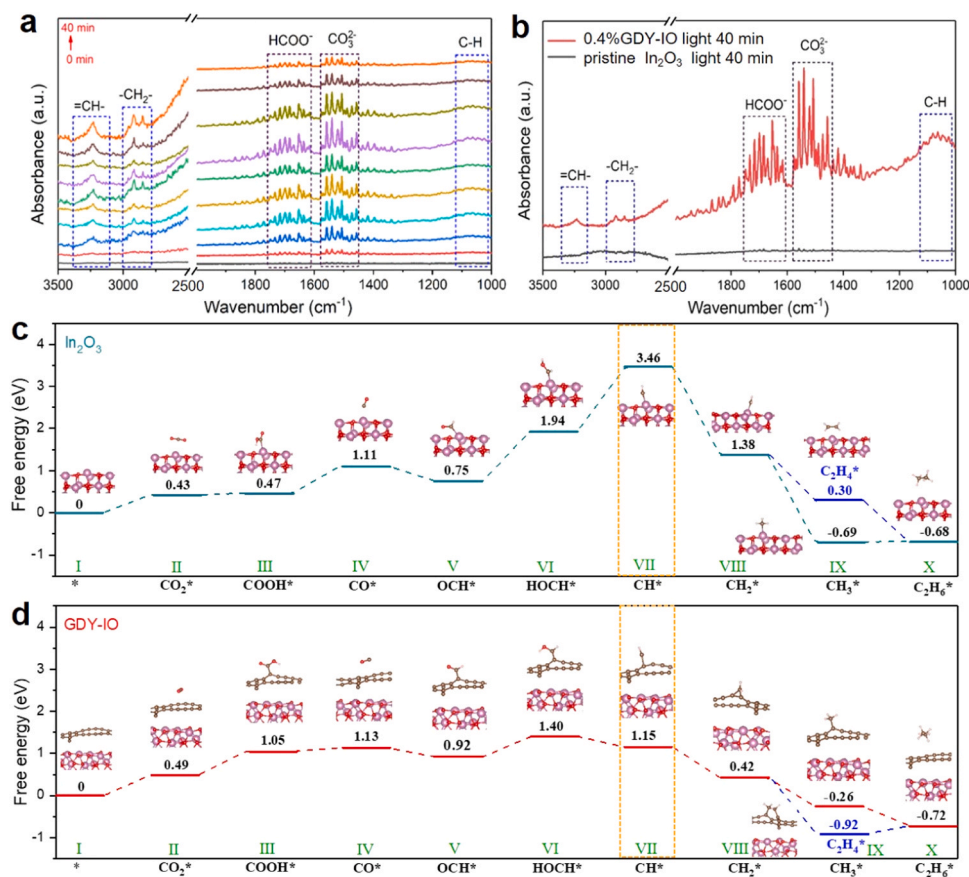 a
40 min
0 min
=CH-
-CH2-
HCOO⁻
CO₃²⁻
C-H
Absorbance (a.u.)
3500 3000 2500 1800 1600 1400 1200 1000
Wavenumber (cm⁻¹)
b
0.4%GDY-IO light 40 min
pristine In₂O₃ light 40 min
=CH-
-CH₂-
HCOO⁻
CO₃²⁻
C-H
Absorbance (a.u.)
3500 3000 2500 1800 1600 1400 1200 1000
Wavenumber (cm⁻¹)
c
In₂O₃
Free energy (eV)
4
3
2
1
0
-1
0 0.43 0.47 1.11 0.75 1.94 3.46 1.38
C₂H₄*
0.30
-0.69 -0.68
I II III IV V VI VII VIII IX X
* CO₂* COOH* CO* OCH* HOCH* CH* CH₂* CH₃* C₂H₆*
d
GDY-IO
Free energy (eV)
4
3
2
1
0
-1
0 0.49 1.05 1.13 0.92 1.40 1.15 0.42 -0.26 -0.72
-0.92
C₂H₄*
I II III IV V VI VII VIII IX X
* CO₂* COOH* CO* OCH* HOCH* CH* CH₂* CH₃* C₂H₆*